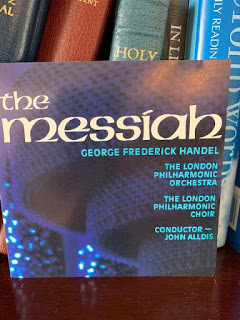 HOLY
the
messiah
GEORGE FREDERICK HANDEL
THE LONDON
PHILHARMONIC
ORCHESTRA
THE LONDON
PHILHARMONIC
CHOIR
CONDUCTOR —
JOHN ALLDIS